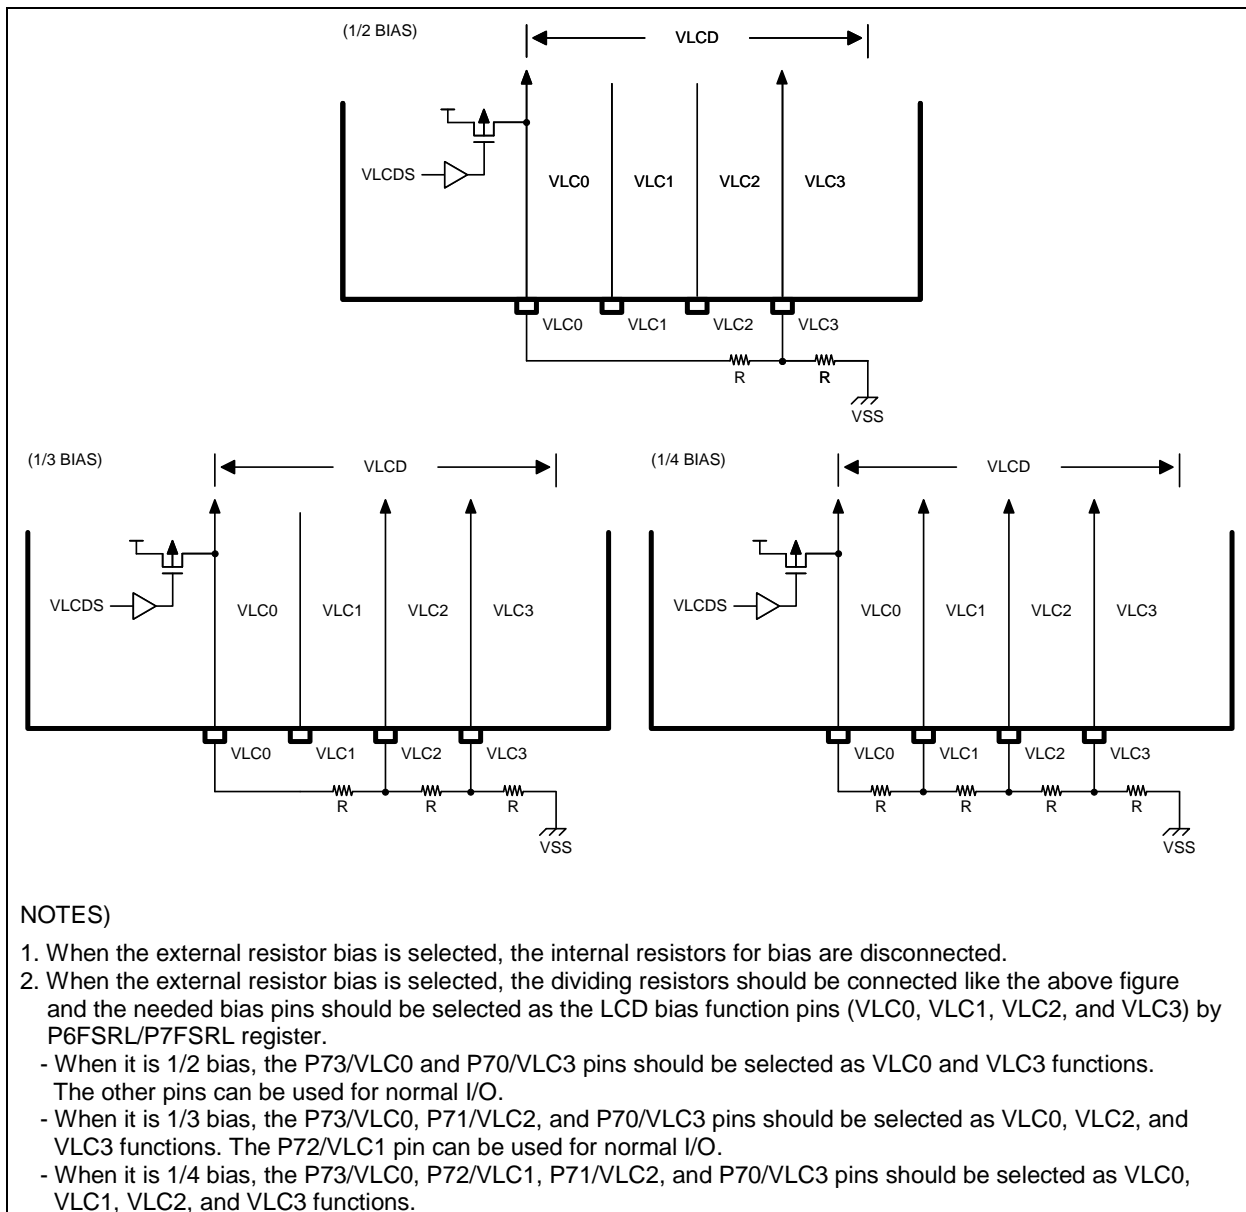 (1/2 BIAS)
VLCD
VLCDS
VLC0 VLC1 VLC2 VLC3
VLC0 VLC1 VLC2 VLC3
R R
VSS
(1/3 BIAS)
VLCD
VLCDS
VLC0 VLC1 VLC2 VLC3
VLC0 VLC1 VLC2 VLC3
R R R
VSS
(1/4 BIAS)
VLCD
VLCDS
VLC0 VLC1 VLC2 VLC3
VLC0 VLC1 VLC2 VLC3
R R R R
VSS
NOTES)
1. When the external resistor bias is selected, the internal resistors for bias are disconnected.
2. When the external resistor bias is selected, the dividing resistors should be connected like the above figure
and the needed bias pins should be selected as the LCD bias function pins (VLC0, VLC1, VLC2, and VLC3) by
P6FSRL/P7FSRL register.
- When it is 1/2 bias, the P73/VLC0 and P70/VLC3 pins should be selected as VLC0 and VLC3 functions.
The other pins can be used for normal I/O.
- When it is 1/3 bias, the P73/VLC0, P71/VLC2, and P70/VLC3 pins should be selected as VLC0, VLC2, and
VLC3 functions. The P72/VLC1 pin can be used for normal I/O.
- When it is 1/4 bias, the P73/VLC0, P72/VLC1, P71/VLC2, and P70/VLC3 pins should be selected as VLC0,
VLC1, VLC2, and VLC3 functions.